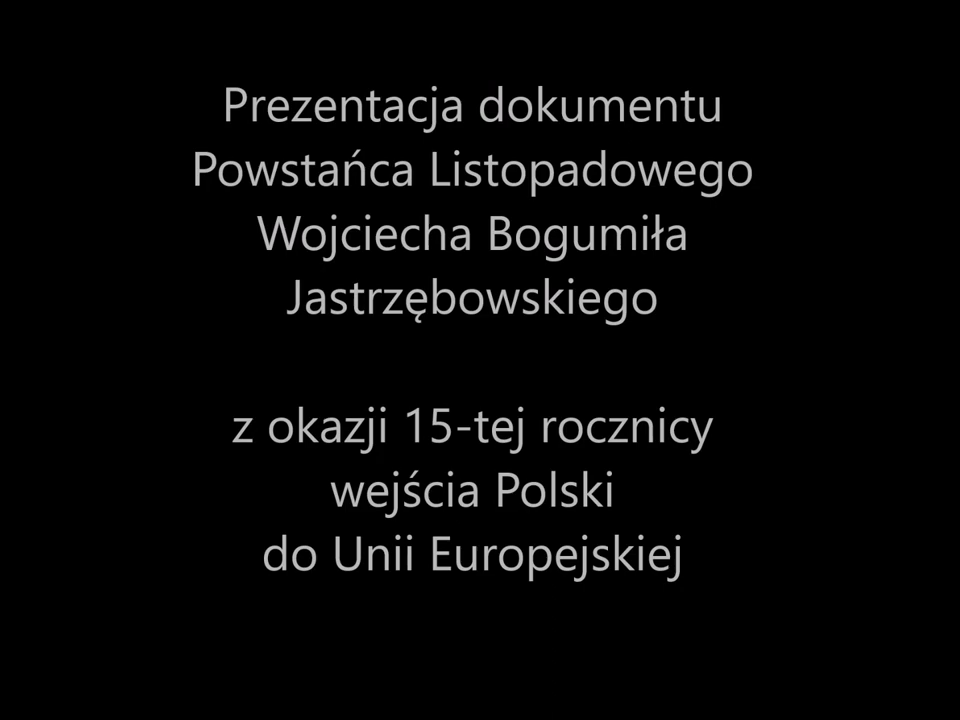 Prezentacja dokumentu
Powstańca Listopadowego
Wojciecha Bogumiła
Jastrzębowskiego
z okazji 15-tej rocznicy
wejścia Polski
do Unii Europejskiej